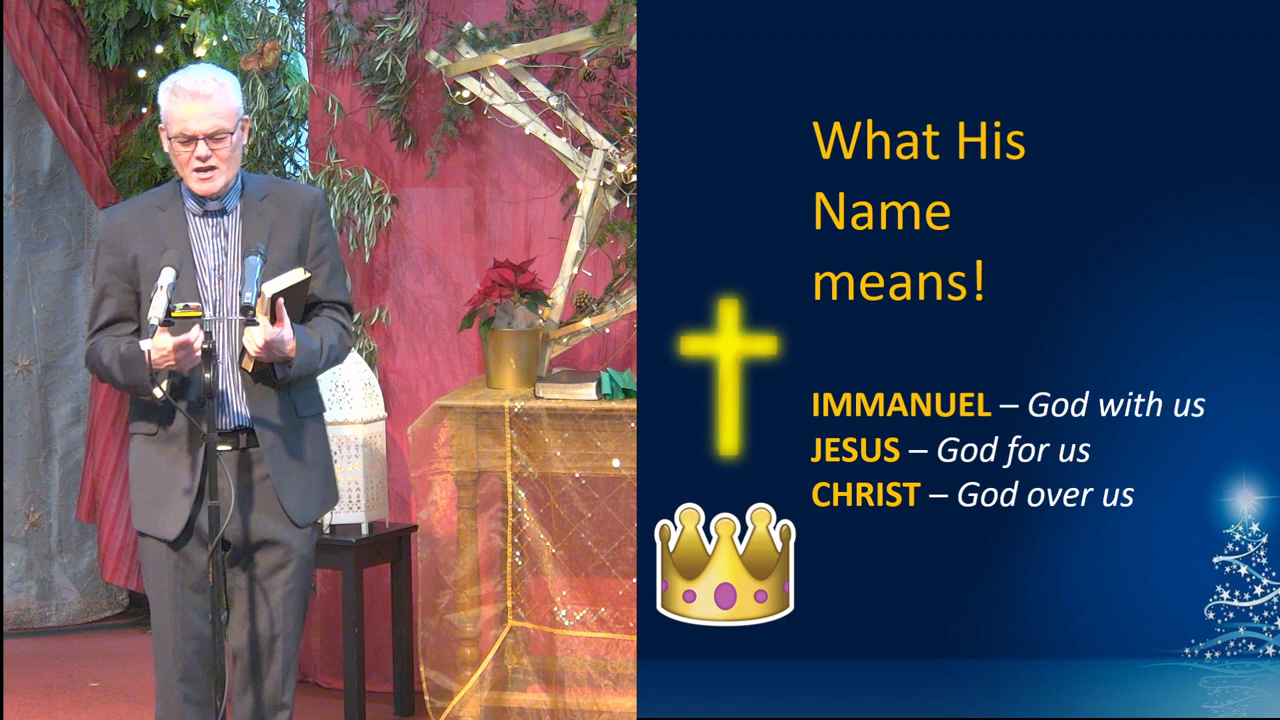 What His
Name
means!
IMMANUEL – God with us
JESUS – God for us
CHRIST – God over us